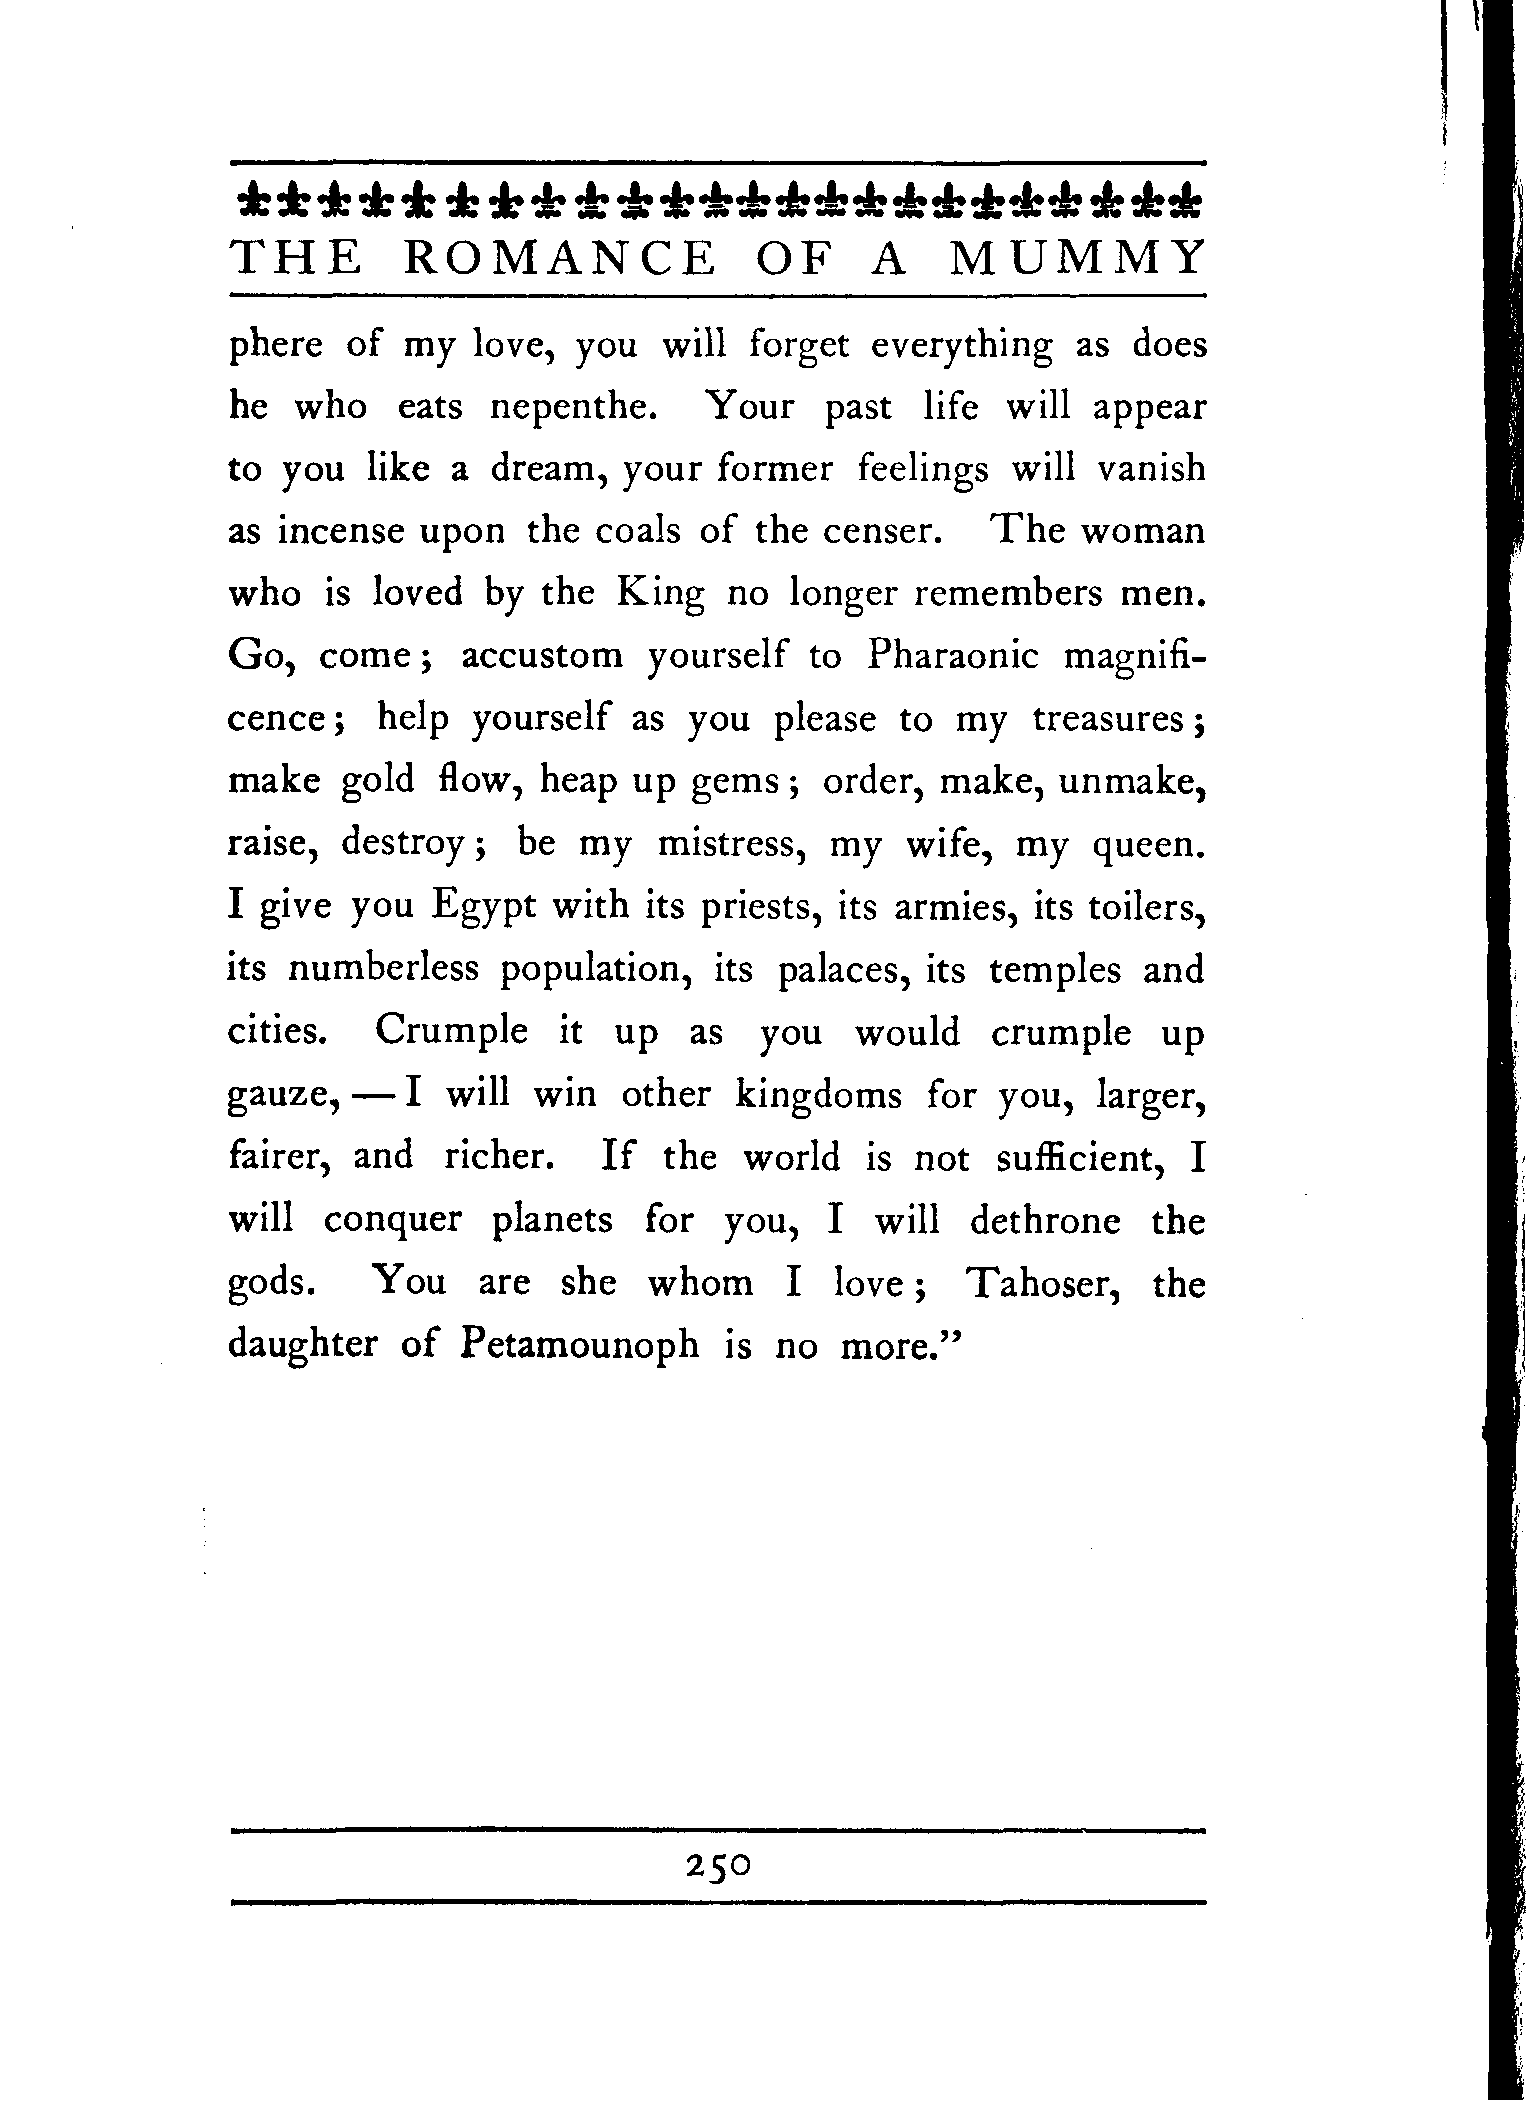 THE ROMANCE OF A MUMMY
phere of my love, you will forget everything as does
he who eats nepenthe. Your past life will appear
to you like a dream, your former feelings will vanish
as incense upon the coals of the censer. The woman
who is loved by the King no longer remembers men.
Go, come; accustom yourself to Pharaonic magnifi-
cence; help yourself as you please to my treasures;
make gold flow, heap up gems; order, make, unmake,
raise, destroy; be my mistress, my wife, my queen.
I give you Egypt with its priests, its armies, its toilers,
its numberless population, its palaces, its temples and
cities. Crumple it up as you would crumple up
gauze, — I will win other kingdoms for you, larger,
fairer, and richer. If the world is not sufficient, I
will conquer planets for you, I will dethrone the
gods. You are she whom I love; Tahoser, the
daughter of Petamounoph is no more.”
250